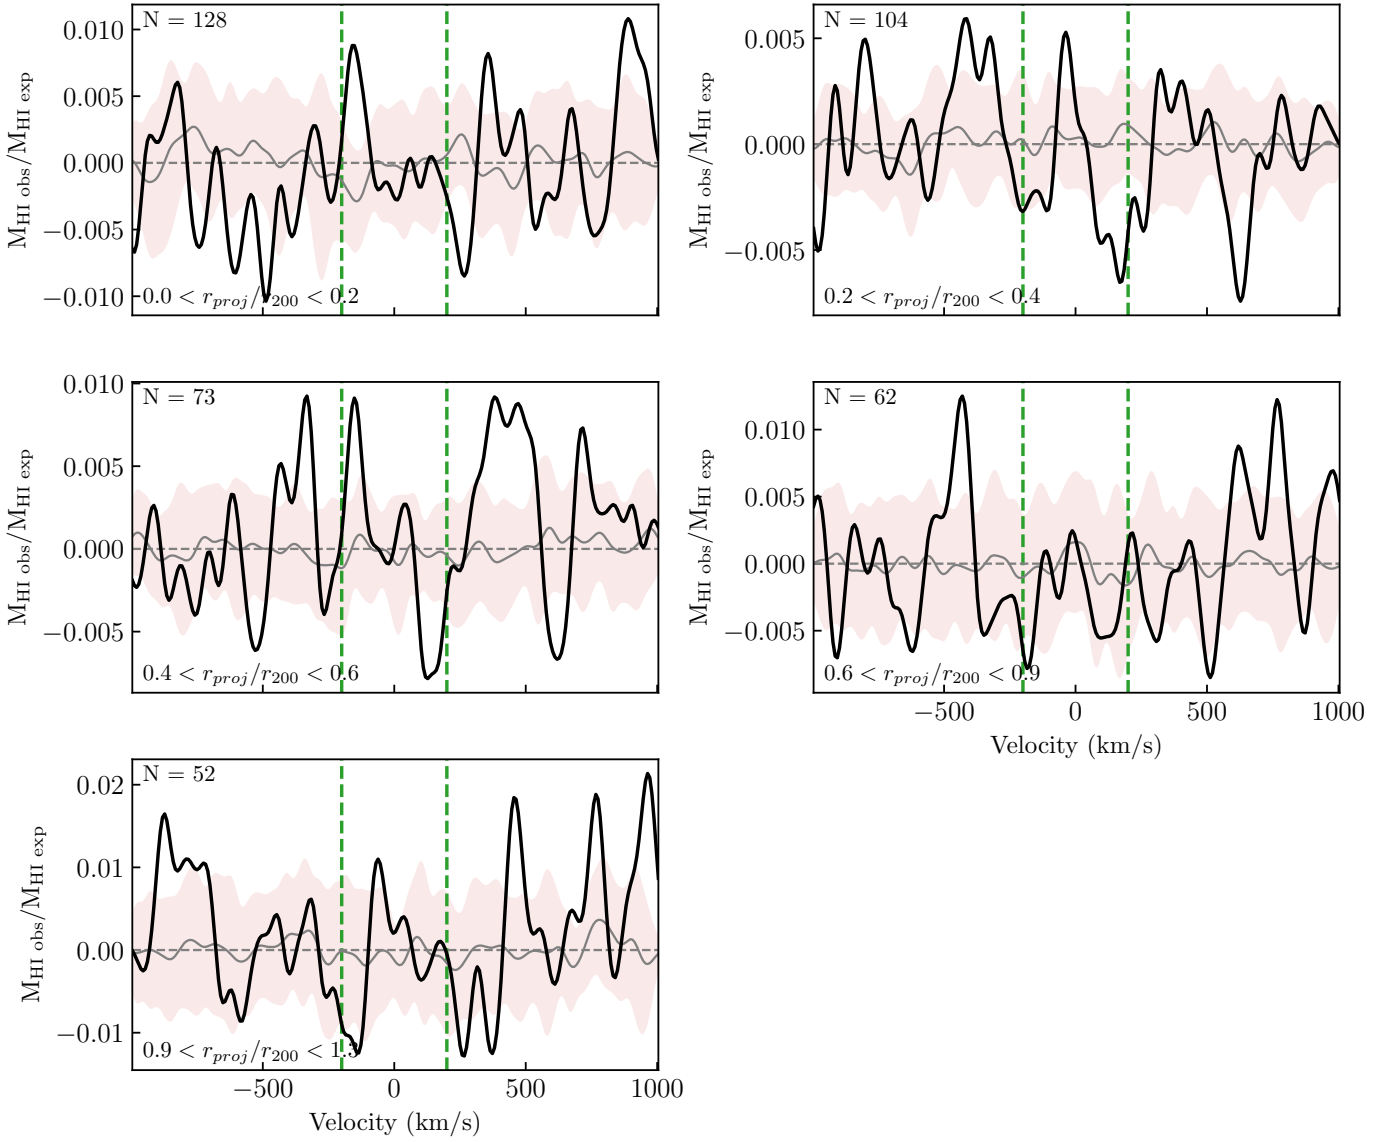 N = 128
0.010
0.005
0.000
−0.005
−0.010
M_HI obs/M_HI exp
0.0 < r_proj/r_200 < 0.2
N = 104
0.005
0.000
−0.005
M_HI obs/M_HI exp
0.2 < r_proj/r_200 < 0.4
N = 73
0.010
0.005
0.000
−0.005
M_HI obs/M_HI exp
0.4 < r_proj/r_200 < 0.6
N = 62
0.010
0.005
0.000
−0.005
M_HI obs/M_HI exp
0.6 < r_proj/r_200 < 0.9
−500 0 500 1000
Velocity (km/s)
N = 52
0.02
0.01
0.00
−0.01
M_HI obs/M_HI exp
0.9 < r_proj/r_200 < 1.3
−500 0 500 1000
Velocity (km/s)